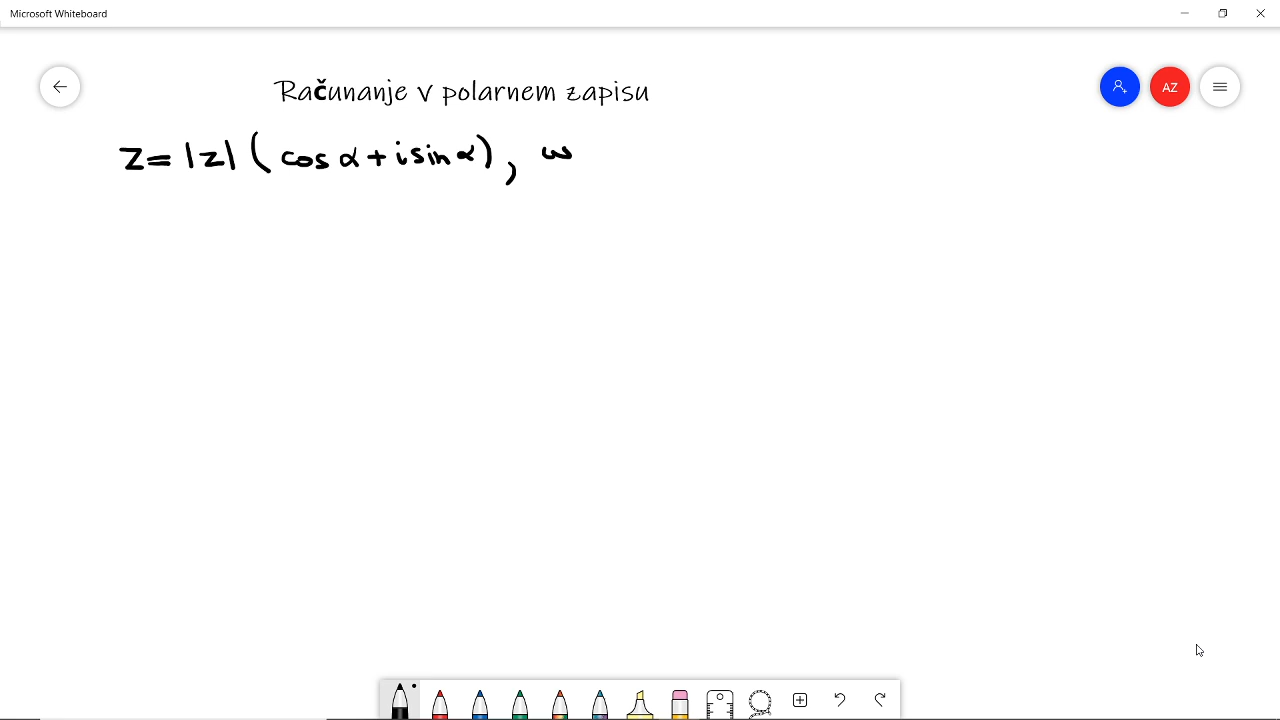 Microsoft Whiteboard
Računanje v polarnem zapisu
AZ
z = |z| (cos α + i sin α), ω